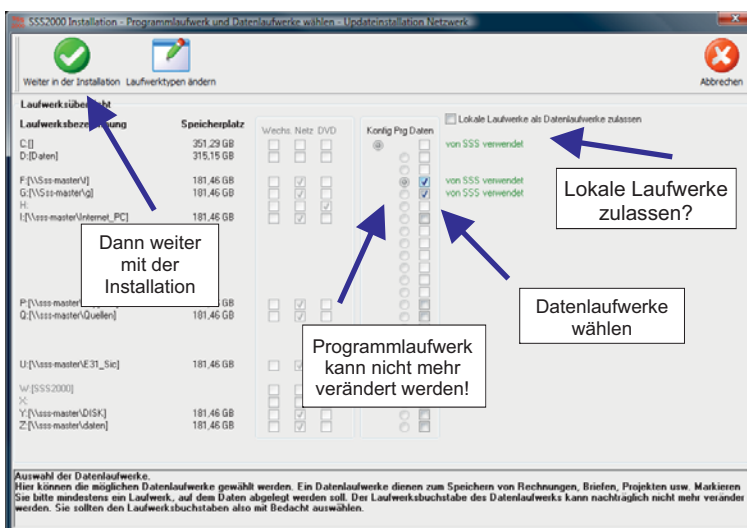 SSS2000 Installation - Programmlaufwerk und Datenlaufwerke wählen - Updateinstallation Netzwerk
Weiter in der Installation Laufwerktypen ändern Abbrechen
Laufwerksbezeichnung Speicherplatz Wechs. Netz DVD Konfig Prg Daten Lokale Laufwerke als Datenlaufwerke zulassen
C:[] 351,29 GB von SSS verwendet
D:[Daten] 315,15 GB
F:[\\Sss-master\f] 181,46 GB von SSS verwendet
G:[\\Sss-master\g] 181,46 GB von SSS verwendet
H:
I:[\\sss-master\Internet_PC] 181,46 GB
Lokale Laufwerke
zulassen?
Dann weiter
mit der
Installation
Datenlaufwerke
wählen
P:[\\sss-master\ GB
Q:[\\sss-master\Quellen] 181,46 GB
Programmlaufwerk
kann nicht mehr
verändert werden!
U:[\\sss-master\E31_Sic] 181,46 GB
W:[SSS2000]
X:
Y:[\\sss-master\DISK] 181,46 GB
Z:[\\sss-master\daten] 181,46 GB
Auswahl der Datenlaufwerke.
Hier können die möglichen Datenlaufwerke gewählt werden. Ein Datenlaufwerke dienen zum Speichern von Rechnungen, Briefen, Projekten usw. Markieren
Sie bitte mindestens ein Laufwerk, auf dem Daten abgelegt werden soll. Der Laufwerksbuchstabe des Datenlaufwerks kann nachträglich nicht mehr veränder
werden. Sie sollten den Laufwerksbuchstaben also mit Bedacht auswählen.